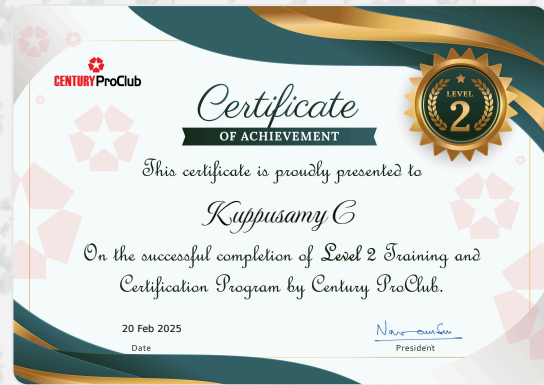 CENTURY ProClub
LEVEL
2
Certificate
OF ACHIEVEMENT
This certificate is proudly presented to
Kuppusamy C
On the successful completion of Level 2 Training and
Certification Program by Century ProClub.
20 Feb 2025
Date
President